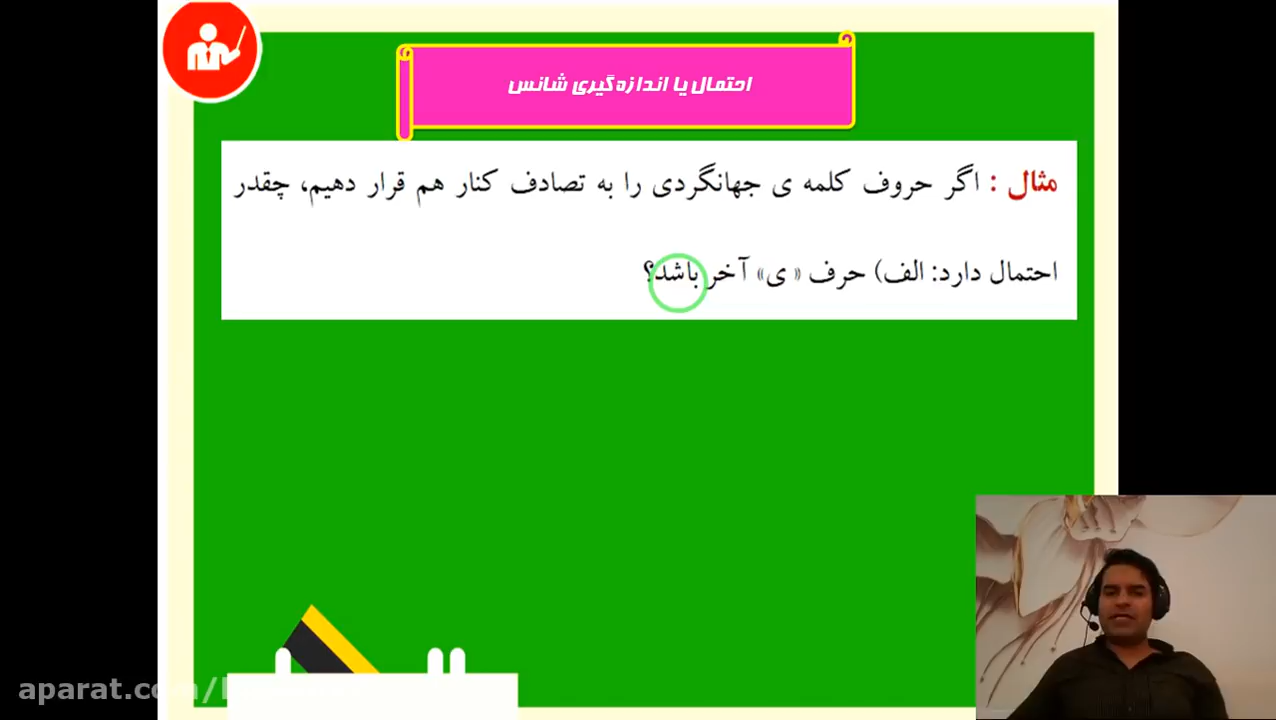 احتمال یا اندازه‌گیری شانس
مثال : اگر حروف کلمه ی جهانگردی را به تصادف کنار هم قرار دهیم، چقدر
احتمال دارد: الف) حرف « ی» آخر باشد؟
aparat.com/